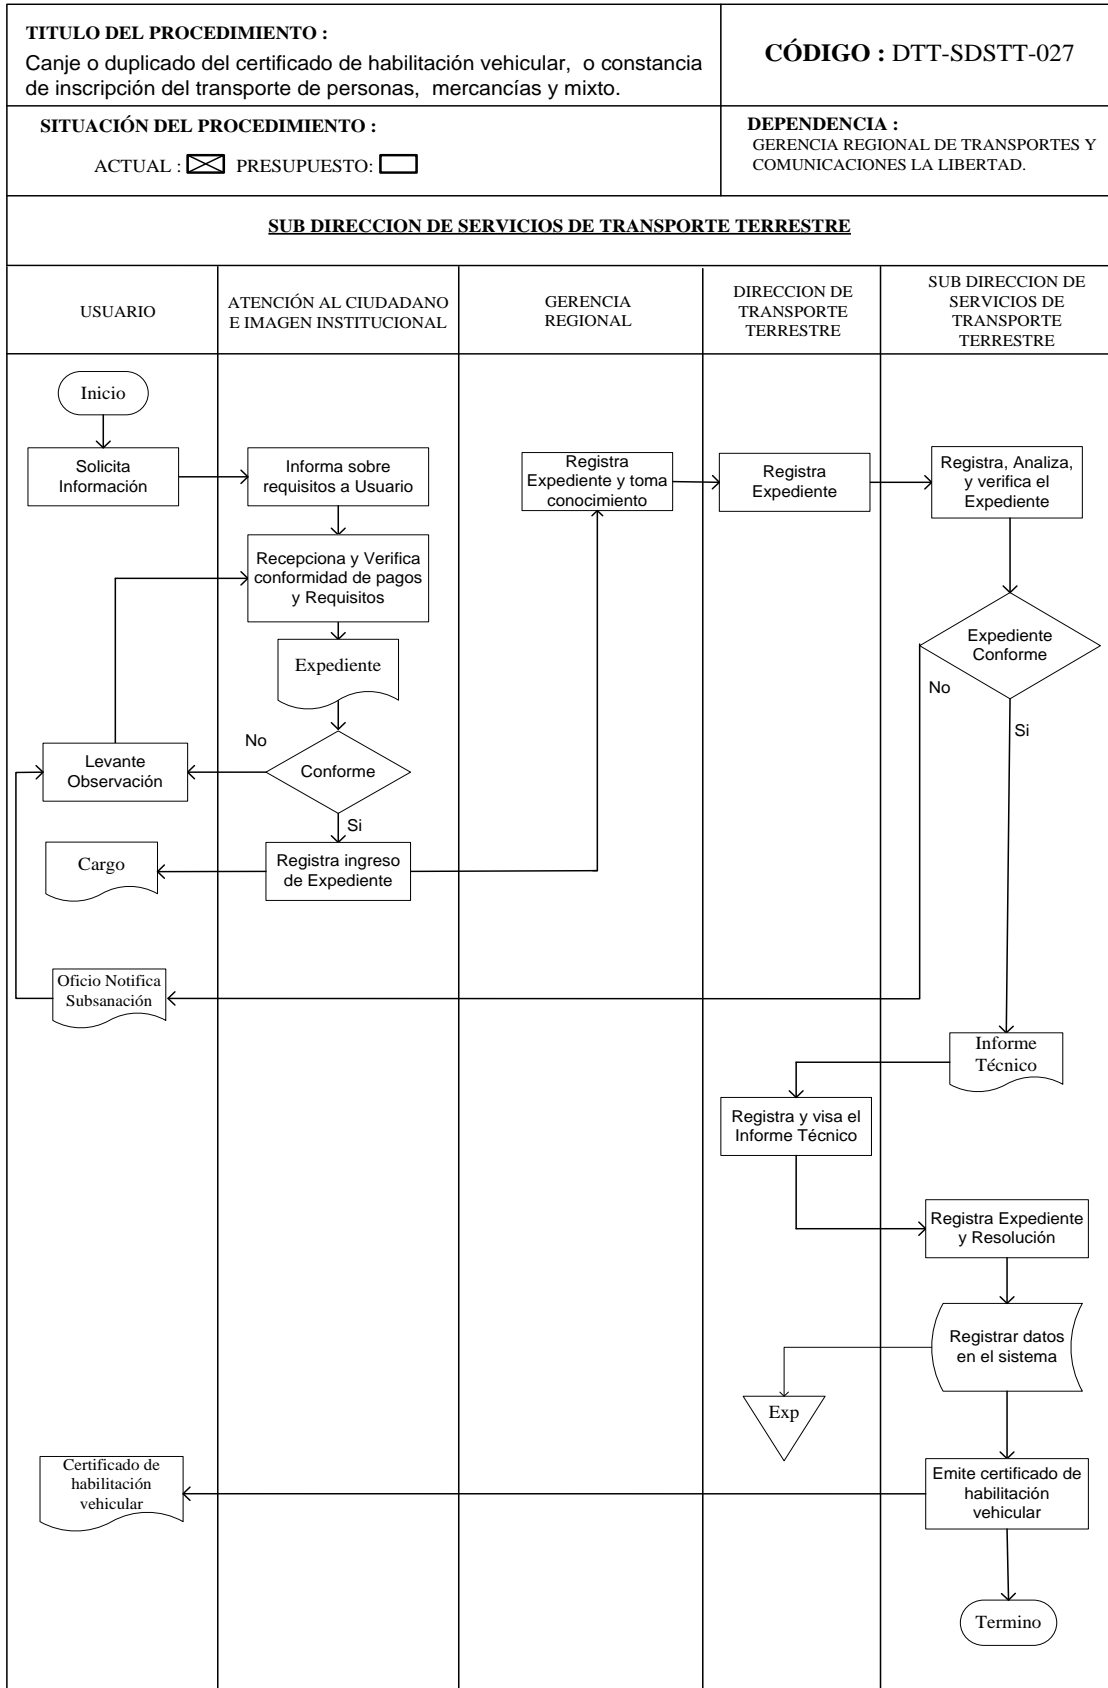 TITULO DEL PROCEDIMIENTO :
Canje o duplicado del certificado de habilitación vehicular, o constancia
de inscripción del transporte de personas, mercancías y mixto.
CÓDIGO : DTT-SDSTT-027
SITUACIÓN DEL PROCEDIMIENTO :
ACTUAL : PRESUPUESTO:
DEPENDENCIA :
GERENCIA REGIONAL DE TRANSPORTES Y
COMUNICACIONES LA LIBERTAD.
SUB DIRECCION DE SERVICIOS DE TRANSPORTE TERRESTRE
USUARIO
ATENCIÓN AL CIUDADANO
E IMAGEN INSTITUCIONAL
GERENCIA
REGIONAL
DIRECCION DE
TRANSPORTE
TERRESTRE
SUB DIRECCION DE
SERVICIOS DE
TRANSPORTE
TERRESTRE
Inicio
Solicita
Información
Informa sobre
requisitos a Usuario
Registra
Expediente y toma
conocimiento
Registra
Expediente
Registra, Analiza,
y verifica el
Expediente
Recepciona y Verifica
conformidad de pagos
y Requisitos
Expediente
Expediente
Conforme
No
Si
No
Levante
Observación
Conforme
Si
Cargo
Registra ingreso
de Expediente
Oficio Notifica
Subsanación
Informe
Técnico
Registra y visa el
Informe Técnico
Registra Expediente
y Resolución
Registrar datos
en el sistema
Exp
Certificado de
habilitación
vehicular
Emite certificado de
habilitación
vehicular
Termino